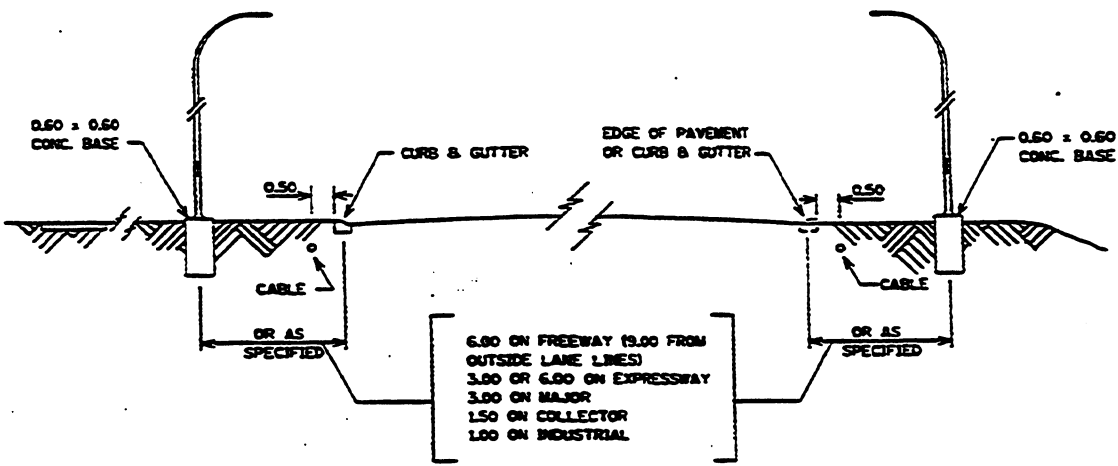 0.60 x 0.60
CONC. BASE
CURB & GUTTER
EDGE OF PAVEMENT
OR CURB & GUTTER
0.60 x 0.60
CONC. BASE
0.50
0.50
CABLE
CABLE
OR AS
SPECIFIED
OR AS
SPECIFIED
6.00 ON FREEWAY (9.00 FROM
OUTSIDE LANE LINES)
3.00 OR 6.00 ON EXPRESSWAY
3.00 ON MAJOR
1.50 ON COLLECTOR
1.00 ON INDUSTRIAL